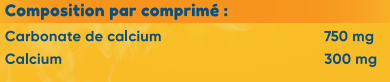 Composition par comprimé :
Carbonate de calcium 750 mg
Calcium 300 mg